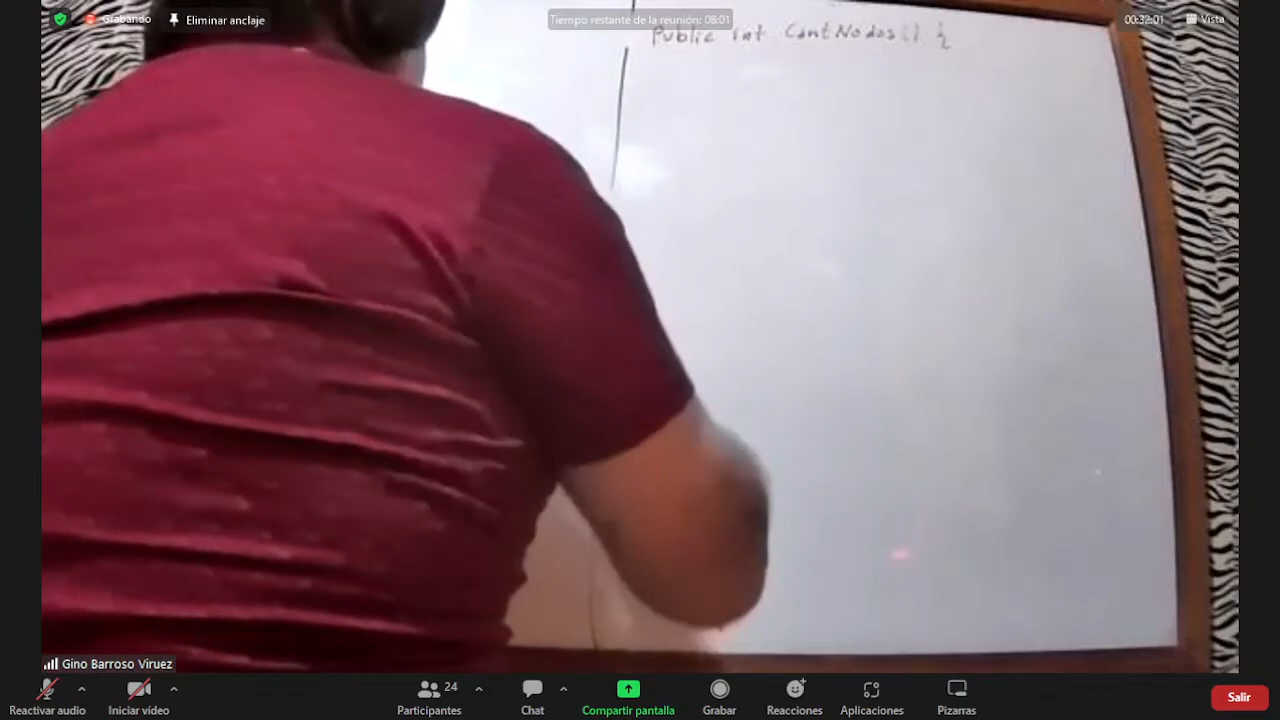 Grabando
Eliminar anclaje
Tiempo restante de la reunión: 08:01
00:32:01
Vista
Public int CantNodos() {
Gino Barroso Viruez
Reactivar audio
Iniciar vídeo
24
Participantes
Chat
Compartir pantalla
Grabar
Reacciones
Aplicaciones
Pizarras
Salir